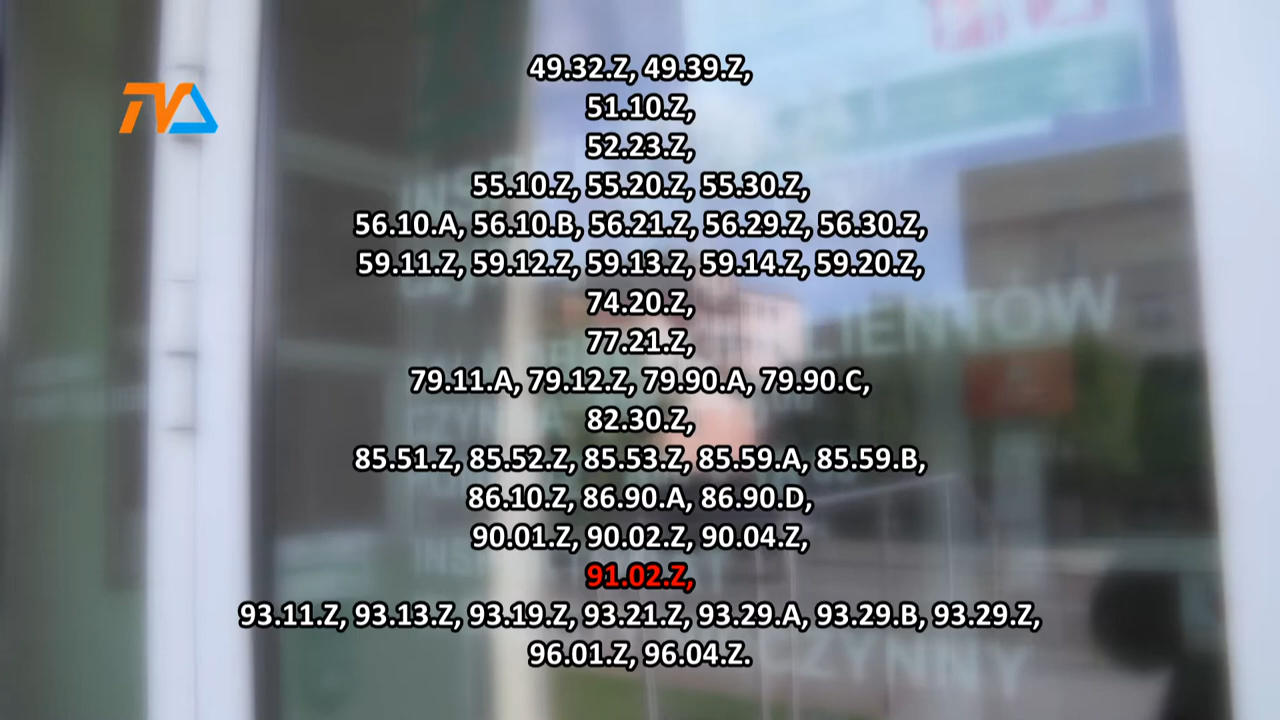 TVA
49.32.Z, 49.39.Z,
51.10.Z,
52.23.Z,
55.10.Z, 55.20.Z, 55.30.Z,
56.10.A, 56.10.B, 56.21.Z, 56.29.Z, 56.30.Z,
59.11.Z, 59.12.Z, 59.13.Z, 59.14.Z, 59.20.Z,
74.20.Z,
77.21.Z,
KLIENTÓW
79.11.A, 79.12.Z, 79.90.A, 79.90.C,
82.30.Z,
85.51.Z, 85.52.Z, 85.53.Z, 85.59.A, 85.59.B,
86.10.Z, 86.90.A, 86.90.D,
90.01.Z, 90.02.Z, 90.04.Z,
91.02.Z,
93.11.Z, 93.13.Z, 93.19.Z, 93.21.Z, 93.29.A, 93.29.B, 93.29.Z,
96.01.Z, 96.04.Z.
CZYNNY